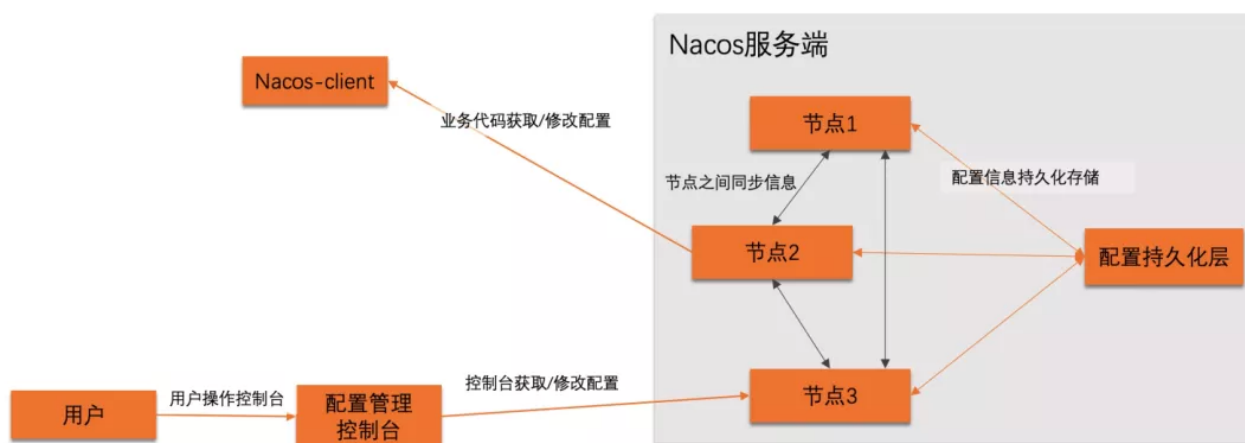 Nacos服务端
Nacos-client
节点1
业务代码获取/修改配置
节点之间同步信息
配置信息持久化存储
节点2
配置持久化层
用户
用户操作控制台
配置管理
控制台
控制台获取/修改配置
节点3